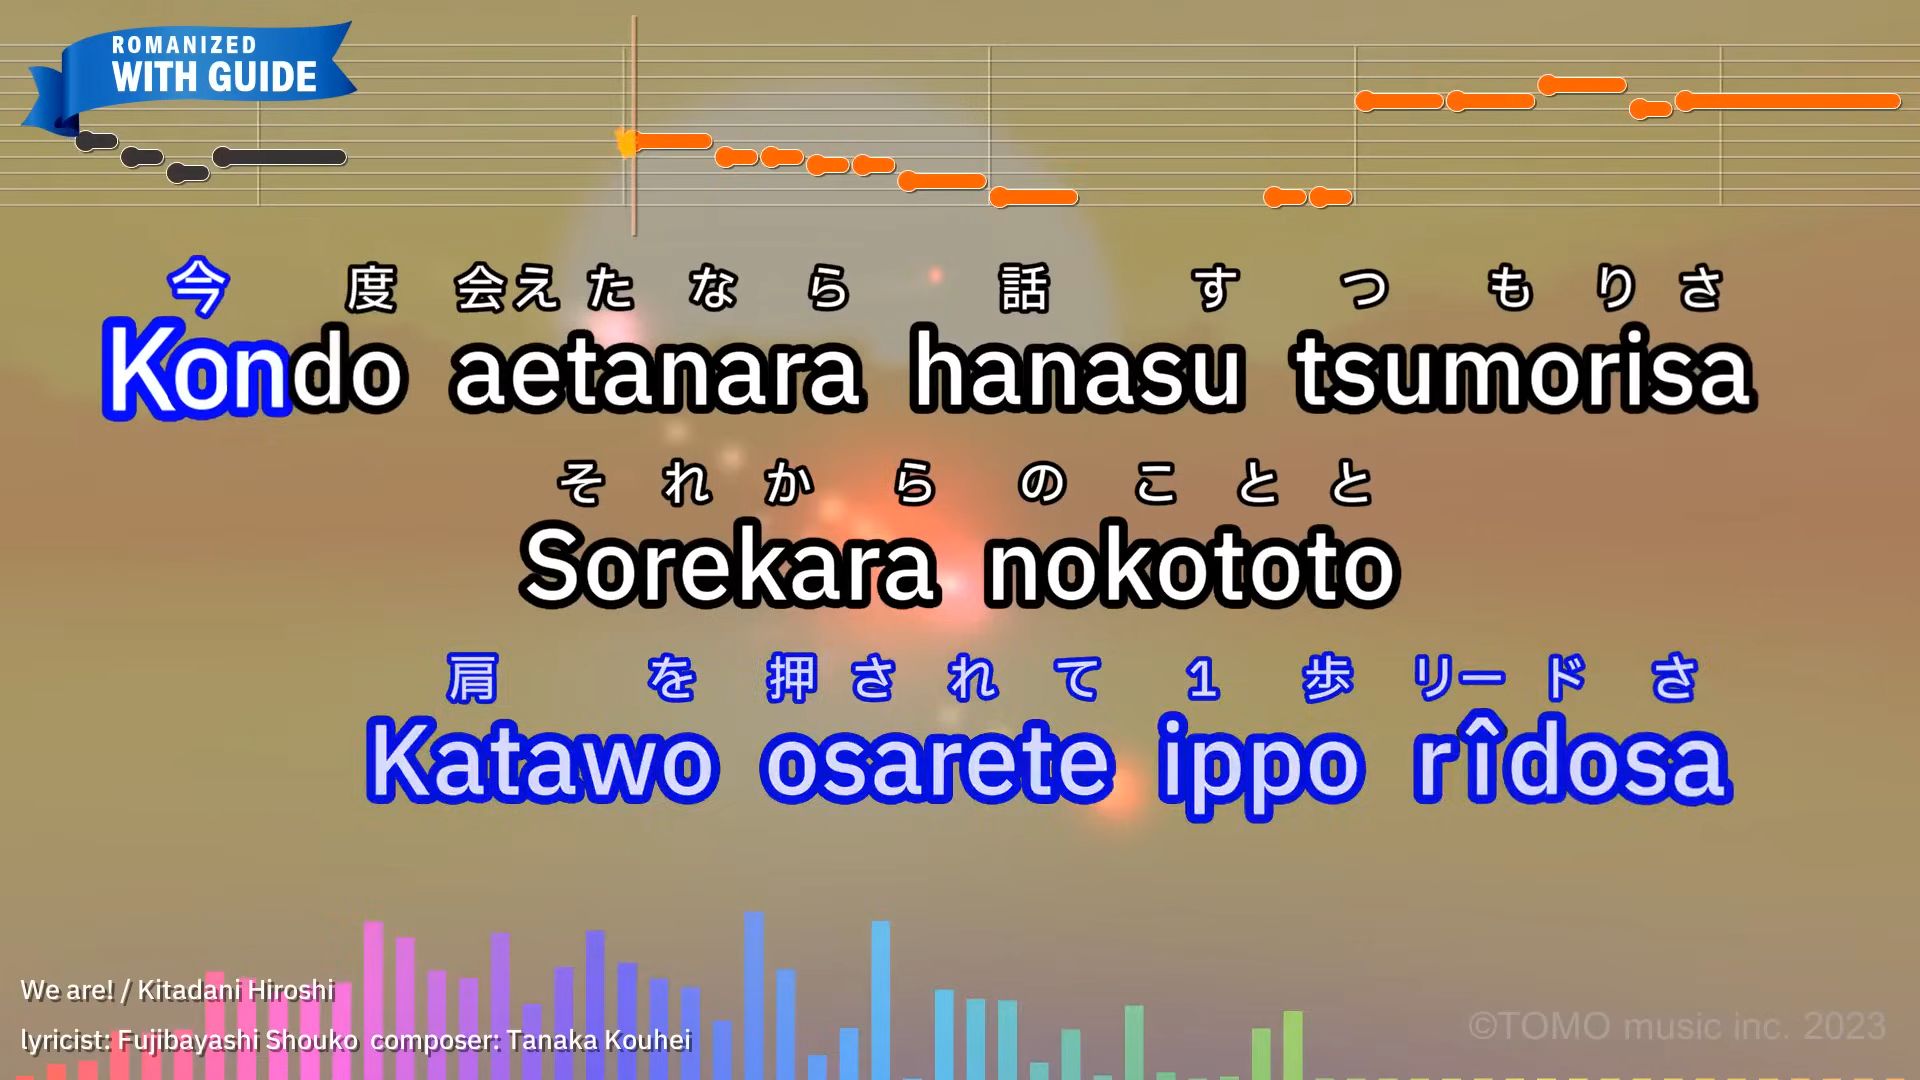 ROMANIZED
WITH GUIDE
今度会えたなら話すつもりさ
Kondo aetanara hanasu tsumorisa
それからのことと
Sorekara nokototo
肩を押されて1歩リードさ
Katawo osarete ippo rîdosa
We are! / Kitadani Hiroshi
lyricist: Fujibayashi Shouko composer: Tanaka Kouhei
©TOMO music inc. 2023